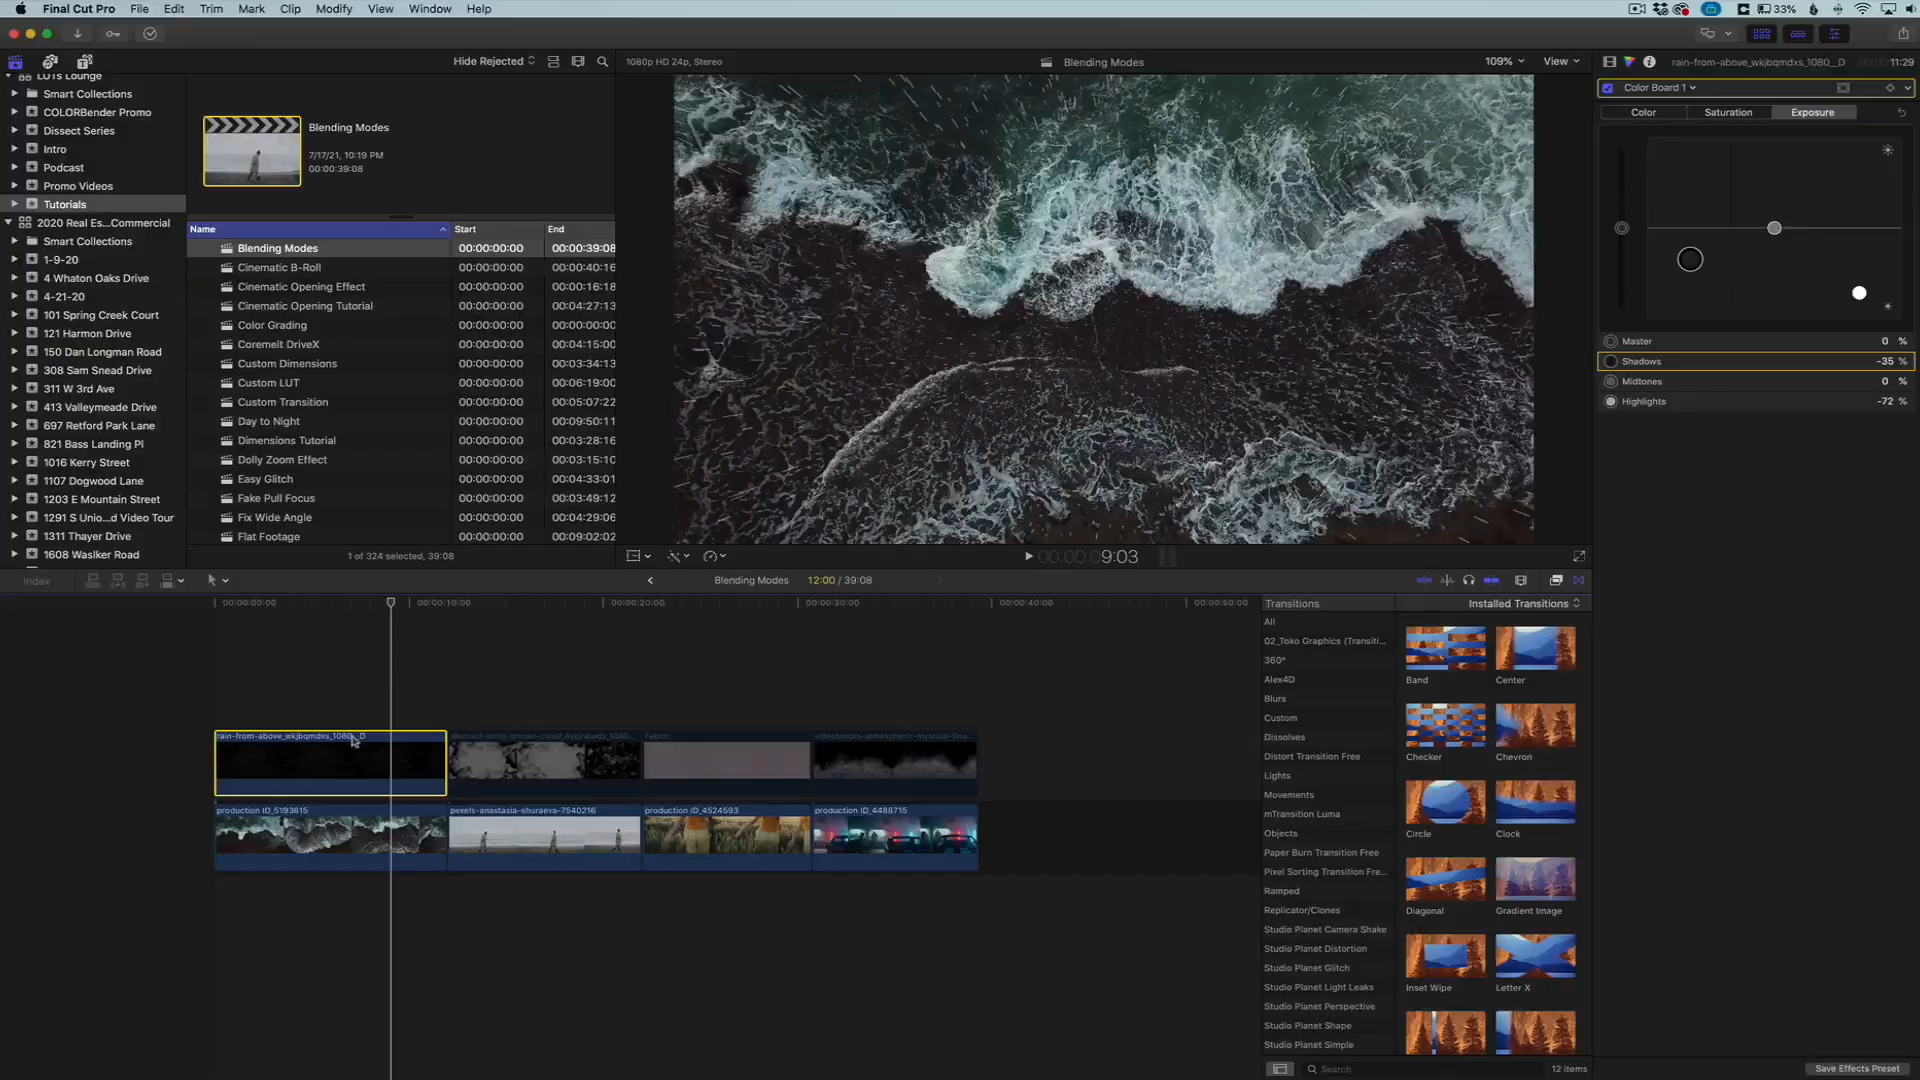 Final Cut Pro File Edit Trim Mark Clip Modify View Window Help
33%
Hide Rejected
1080p HD 24p, Stereo
Blending Modes
109%
View
rain-from-above_wkjbqmdxs_1080__D
11:29
LUTs Lounge
Smart Collections
COLORBender Promo
Dissect Series
Intro
Podcast
Promo Videos
Tutorials
2020 Real Es...Commercial
Smart Collections
1-9-20
4 Whaton Oaks Drive
4-21-20
101 Spring Creek Court
121 Harmon Drive
150 Dan Longman Road
308 Sam Snead Drive
311 W 3rd Ave
413 Valleymeade Drive
697 Retford Park Lane
821 Bass Landing Pl
1016 Kerry Street
1107 Dogwood Lane
1203 E Mountain Street
1291 S Unio...d Video Tour
1311 Thayer Drive
1608 Waslker Road
Blending Modes
7/17/21, 10:19 PM
00:00:39:08
Name Start End
Blending Modes 00:00:00:00 00:00:39:08
Cinematic B-Roll 00:00:00:00 00:00:40:16
Cinematic Opening Effect 00:00:00:00 00:00:16:18
Cinematic Opening Tutorial 00:00:00:00 00:04:27:13
Color Grading 00:00:00:00 00:00:00:00
Coremelt DriveX 00:00:00:00 00:04:15:00
Custom Dimensions 00:00:00:00 00:03:34:13
Custom LUT 00:00:00:00 00:06:19:00
Custom Transition 00:00:00:00 00:05:07:22
Day to Night 00:00:00:00 00:09:50:11
Dimensions Tutorial 00:00:00:00 00:03:28:16
Dolly Zoom Effect 00:00:00:00 00:03:15:10
Easy Glitch 00:00:00:00 00:04:33:01
Fake Pull Focus 00:00:00:00 00:03:49:12
Fix Wide Angle 00:00:00:00 00:04:29:06
Flat Footage 00:00:00:00 00:09:02:02
1 of 324 selected, 39:08
00:00:00:09:03
Color Board 1
Color Saturation Exposure
Master 0 %
Shadows -35 %
Midtones 0 %
Highlights -72 %
Index
Blending Modes 12:00 / 39:08
00:00:00:00 00:00:10:00 00:00:20:00 00:00:30:00 00:00:40:00 00:00:50:00
rain-from-above_wkjbqmdxs_1080__D
Fabric
production ID_5193615
pexels-anastasia-shuraeva-7540216
production ID_4524593
production ID_4488715
Transitions
Installed Transitions
All
02_Toko Graphics (Transiti...
360°
Alex4D
Blurs
Custom
Dissolves
Distort Transition Free
Lights
Movements
mTransition Luma
Objects
Paper Burn Transition Free
Pixel Sorting Transition Fre...
Ramped
Replicator/Clones
Studio Planet Camera Shake
Studio Planet Distortion
Studio Planet Glitch
Studio Planet Light Leaks
Studio Planet Perspective
Studio Planet Shape
Studio Planet Simple
Band Center
Checker Chevron
Circle Clock
Diagonal Gradient Image
Inset Wipe Letter X
Search
12 items
Save Effects Preset